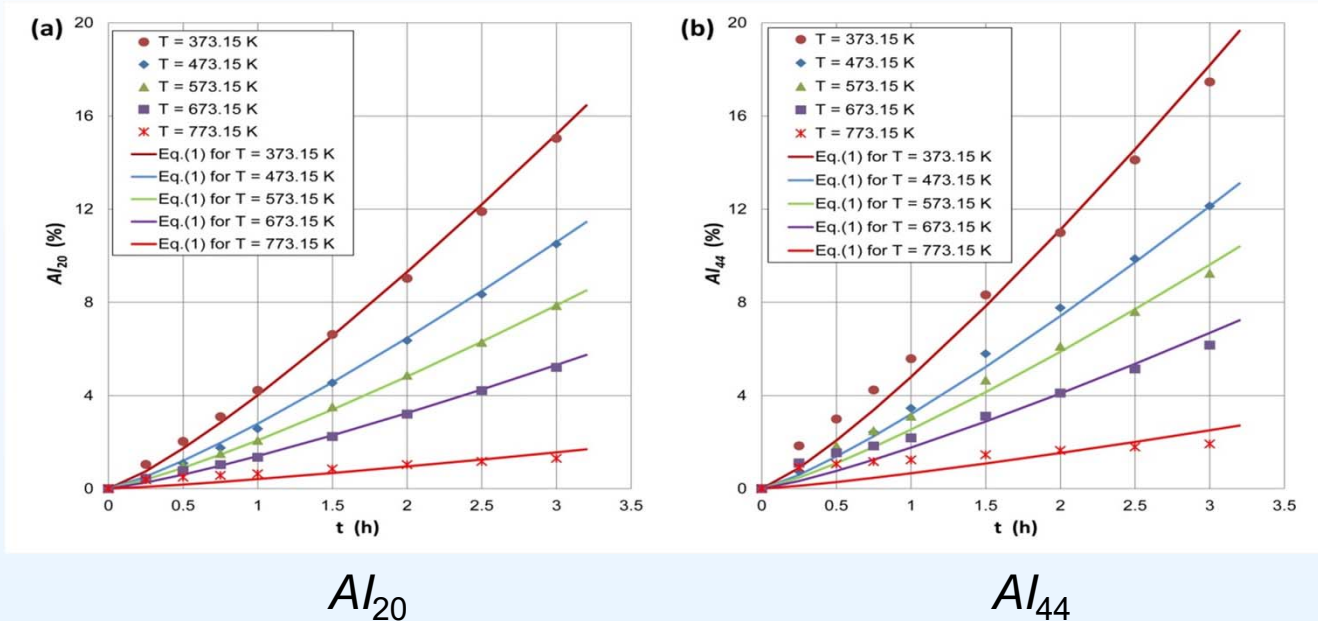 (a)
20
16
12
8
4
0
AI20 (%)
T = 373.15 K
T = 473.15 K
T = 573.15 K
T = 673.15 K
T = 773.15 K
Eq.(1) for T = 373.15 K
Eq.(1) for T = 473.15 K
Eq.(1) for T = 573.15 K
Eq.(1) for T = 673.15 K
Eq.(1) for T = 773.15 K
0 0.5 1 1.5 2 2.5 3 3.5
t (h)
(b)
20
16
12
8
4
0
AI44 (%)
T = 373.15 K
T = 473.15 K
T = 573.15 K
T = 673.15 K
T = 773.15 K
Eq.(1) for T = 373.15 K
Eq.(1) for T = 473.15 K
Eq.(1) for T = 573.15 K
Eq.(1) for T = 673.15 K
Eq.(1) for T = 773.15 K
0 0.5 1 1.5 2 2.5 3 3.5
t (h)
AI20
AI44